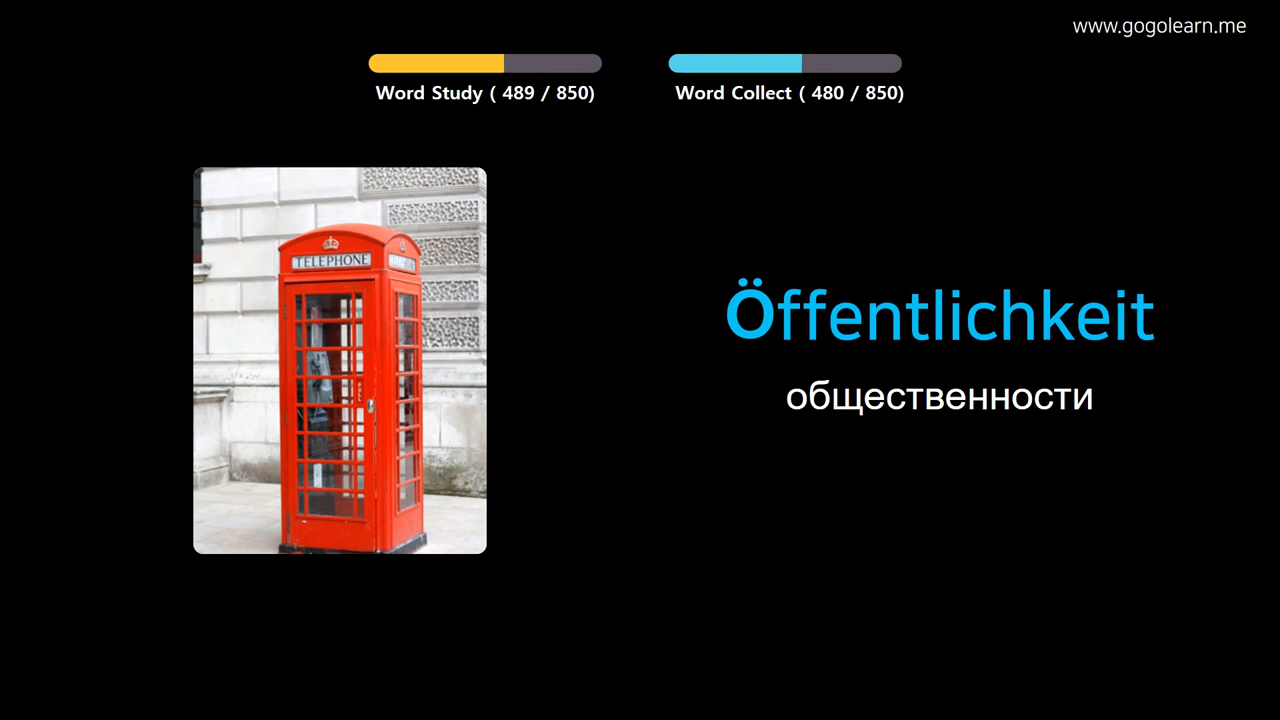 www.gogolearn.me
Word Study ( 489 / 850)
Word Collect ( 480 / 850)
TELEPHONE
Öffentlichkeit
общественности